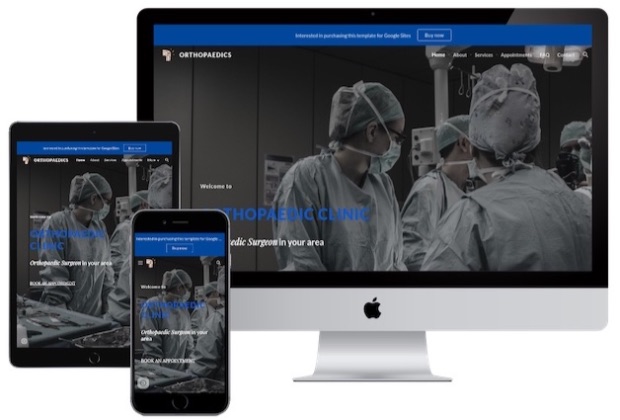 Interested in purchasing this template for Google Sites Buy now
ORTHOPAEDICS Home About Services Appointments FAQ Contact
Welcome to
THOPAEDIC CLINIC
edic Surgeon in your area
Interested in purchasing this template for Google Sites Buy now
ORTHOPAEDICS Home About Services Appointments More
Welcome to
ORTHOPAEDIC
CLINIC
Orthopaedic Surgeon in your area
BOOK AN APPOINTMENT
Interested in purchasing this template for Google ...
Buy now
Welcome to
ORTHOPAEDIC
CLINIC
Orthopaedic Surgeon in your
area
BOOK AN APPOINTMENT